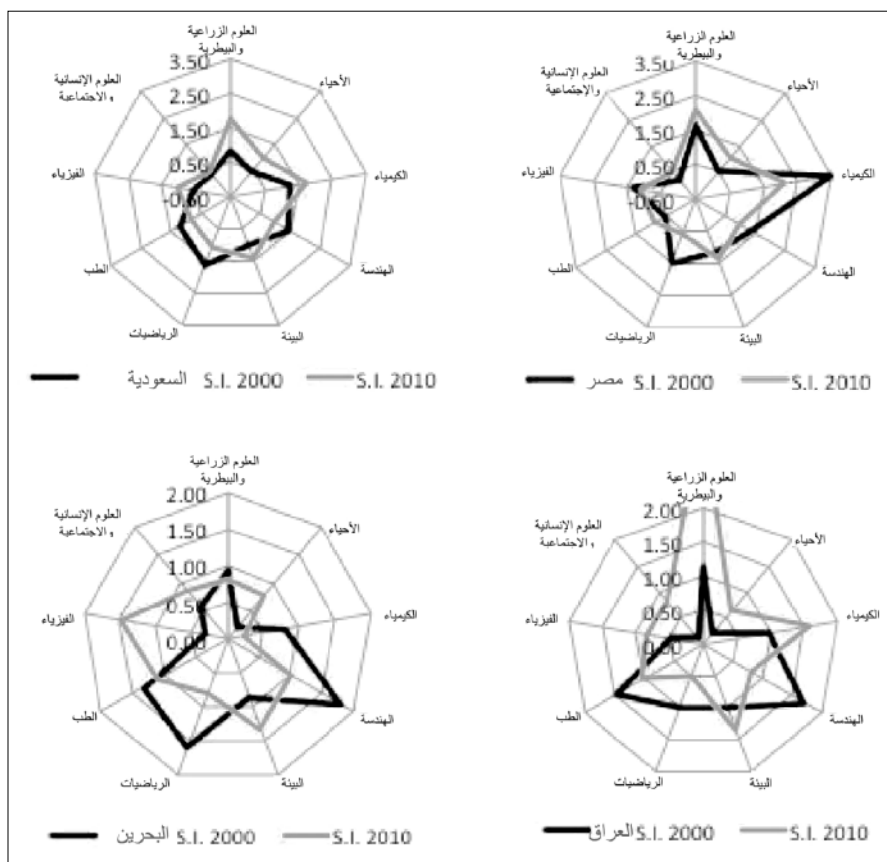 العلوم الزراعية
والبيطرية
3.50
2.50
1.50
0.50
-0.50
الأحياء
الكيمياء
الهندسة
البيئة
الرياضيات
الطب
الفيزياء
العلوم الإنسانية
والاجتماعية
السعودية S.I. 2000
S.I. 2010
العلوم الزراعية
والبيطرية
3.50
2.50
1.50
0.50
-0.50
الأحياء
الكيمياء
الهندسة
البيئة
الرياضيات
الطب
الفيزياء
العلوم الإنسانية
والإجتماعية
مصر S.I. 2000
S.I. 2010
العلوم الزراعية
والبيطرية
2.00
1.50
1.00
0.50
0.00
الأحياء
الكيمياء
الهندسة
البيئة
الرياضيات
الطب
الفيزياء
العلوم الإنسانية
والاجتماعية
البحرين S.I. 2000
S.I. 2010
العلوم الزراعية
والبيطرية
2.00
1.50
1.00
0.50
0.00
الأحياء
الكيمياء
الهندسة
البيئة
الرياضيات
الطب
الفيزياء
العلوم الإنسانية
والاجتماعية
العراق S.I. 2000
S.I. 2010